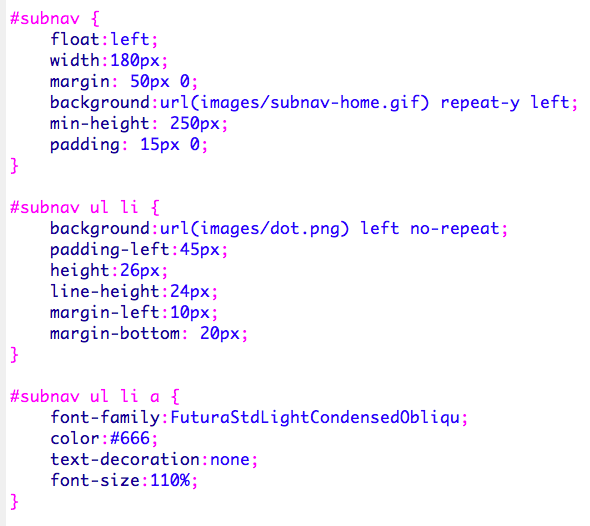 #subnav {
    float:left;
    width:180px;
    margin: 50px 0;
    background:url(images/subnav-home.gif) repeat-y left;
    min-height: 250px;
    padding: 15px 0;
}

#subnav ul li {
    background:url(images/dot.png) left no-repeat;
    padding-left:45px;
    height:26px;
    line-height:24px;
    margin-left:10px;
    margin-bottom: 20px;
}

#subnav ul li a {
    font-family:FuturaStdLightCondensedObliqu;
    color:#666;
    text-decoration:none;
    font-size:110%;
}